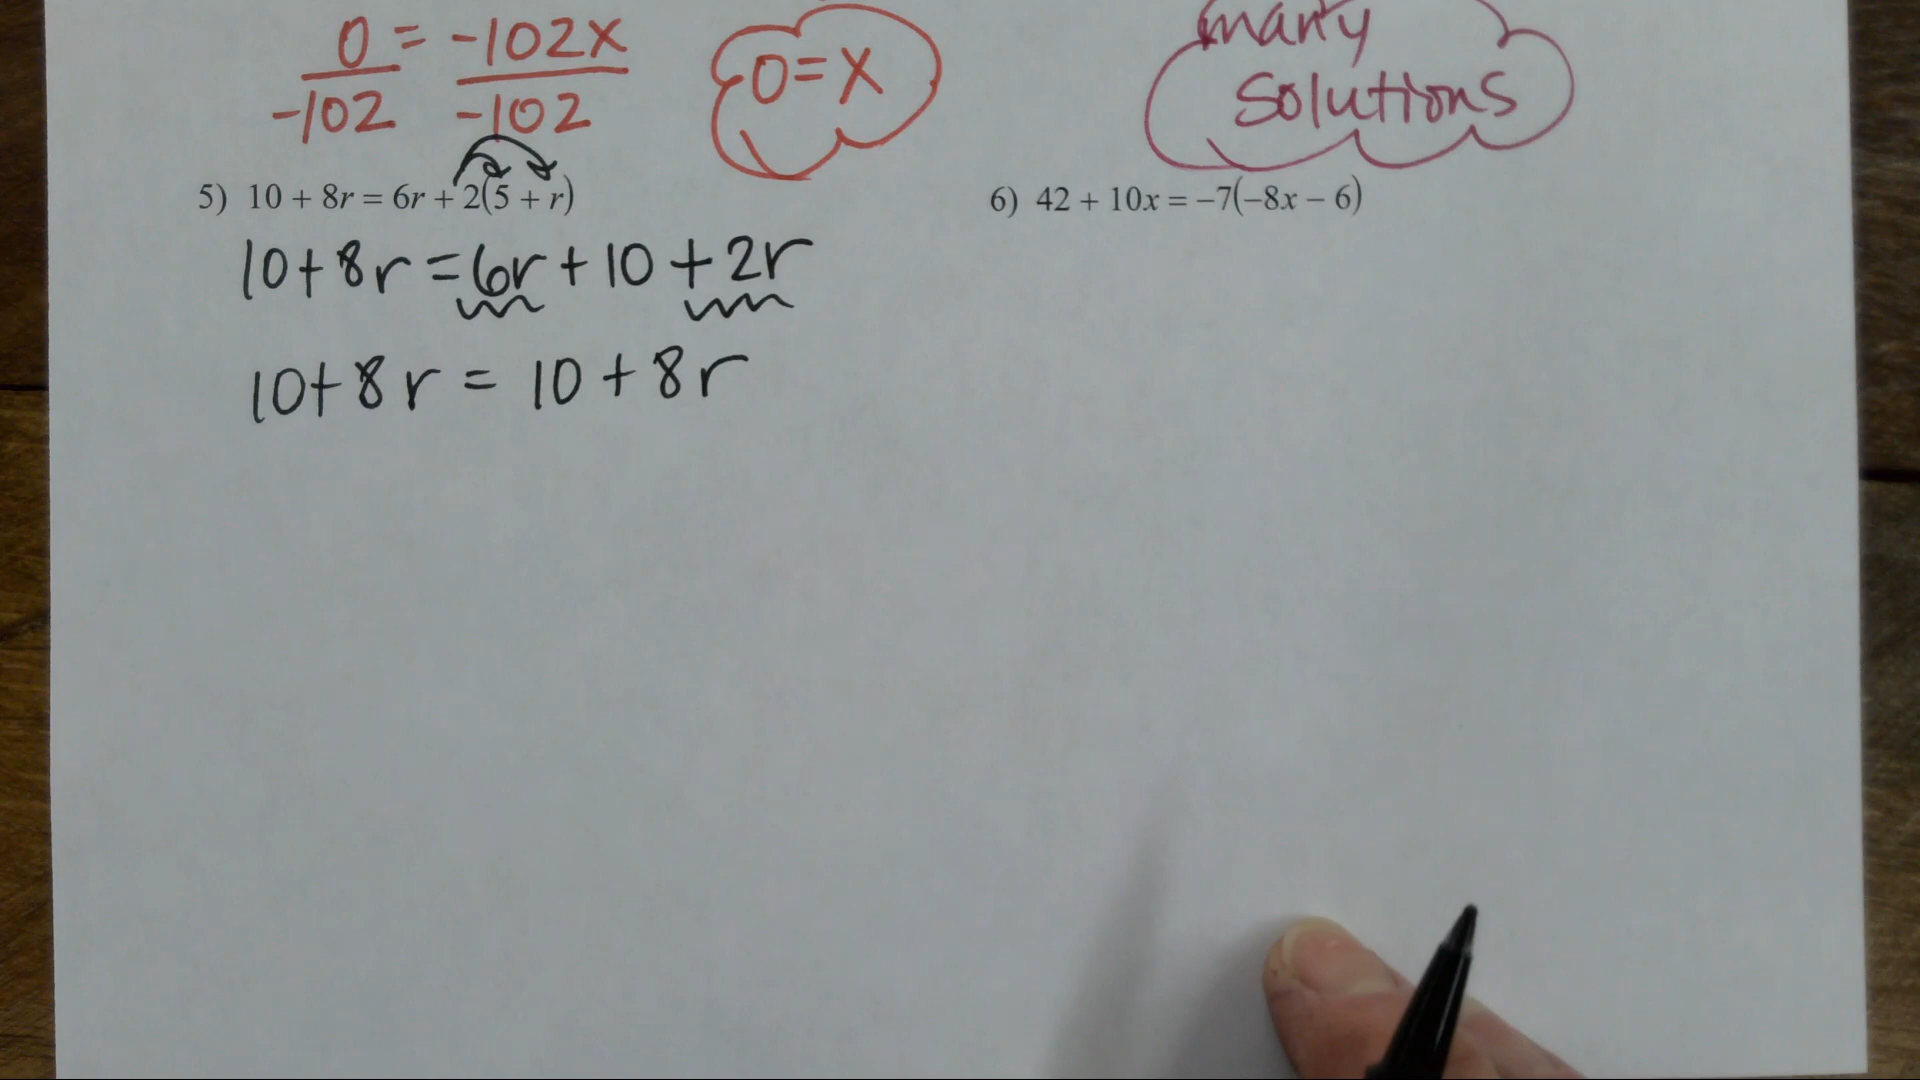 0 = -102x
-102 -102
0=x
many
solutions
5) 10 + 8r = 6r + 2(5 + r)
10+8r=6r+10+2r
10+8r = 10+8r
6) 42 + 10x = −7(−8x − 6)